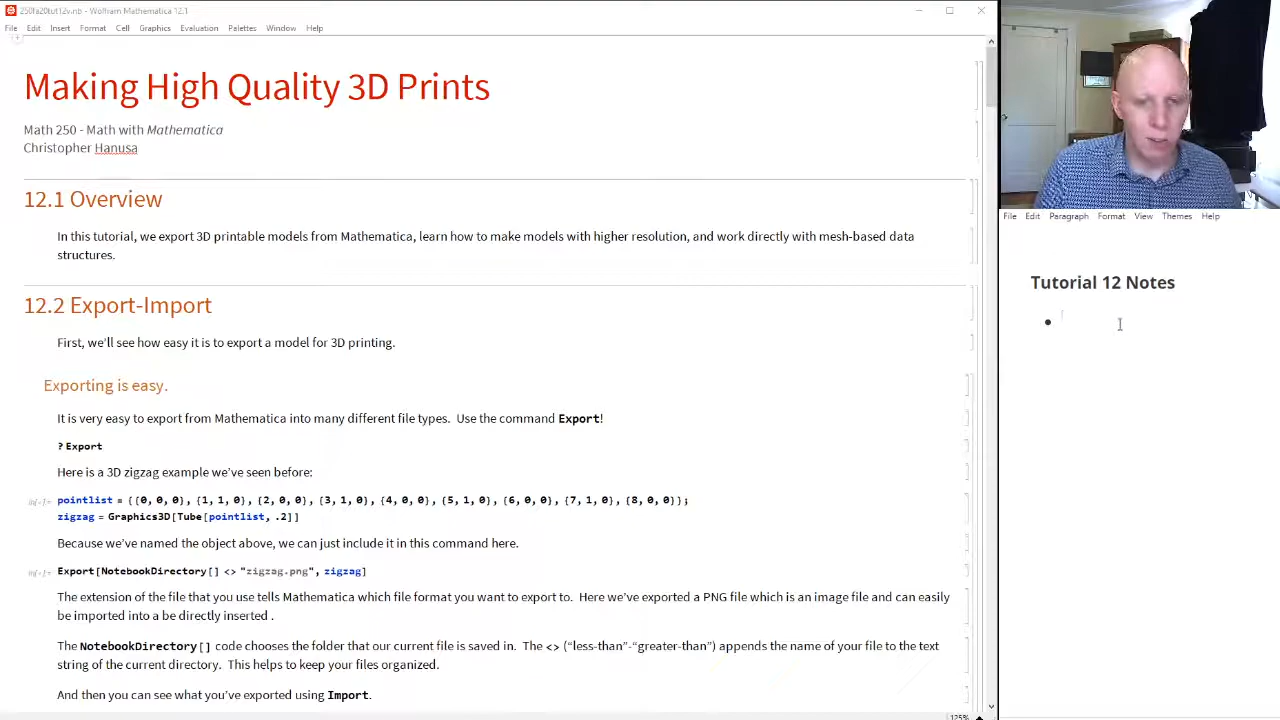 250fa20tut12v.nb - Wolfram Mathematica 12.1
File Edit Insert Format Cell Graphics Evaluation Palettes Window Help
Making High Quality 3D Prints
Math 250 - Math with Mathematica
Christopher Hanusa
12.1 Overview
In this tutorial, we export 3D printable models from Mathematica, learn how to make models with higher resolution, and work directly with mesh-based data
structures.
12.2 Export-Import
First, we'll see how easy it is to export a model for 3D printing.
Exporting is easy.
It is very easy to export from Mathematica into many different file types. Use the command Export!
? Export
Here is a 3D zigzag example we've seen before:
In[•]:= pointlist = {{0, 0, 0}, {1, 1, 0}, {2, 0, 0}, {3, 1, 0}, {4, 0, 0}, {5, 1, 0}, {6, 0, 0}, {7, 1, 0}, {8, 0, 0}};
zigzag = Graphics3D[Tube[pointlist, .2]]
Because we've named the object above, we can just include it in this command here.
In[•]:= Export[NotebookDirectory[] <> "zigzag.png", zigzag]
The extension of the file that you use tells Mathematica which file format you want to export to. Here we've exported a PNG file which is an image file and can easily
be imported into a be directly inserted .
The NotebookDirectory[] code chooses the folder that our current file is saved in. The <> ("less-than"-"greater-than") appends the name of your file to the text
string of the current directory. This helps to keep your files organized.
And then you can see what you've exported using Import.
125%
File Edit Paragraph Format View Themes Help
Tutorial 12 Notes